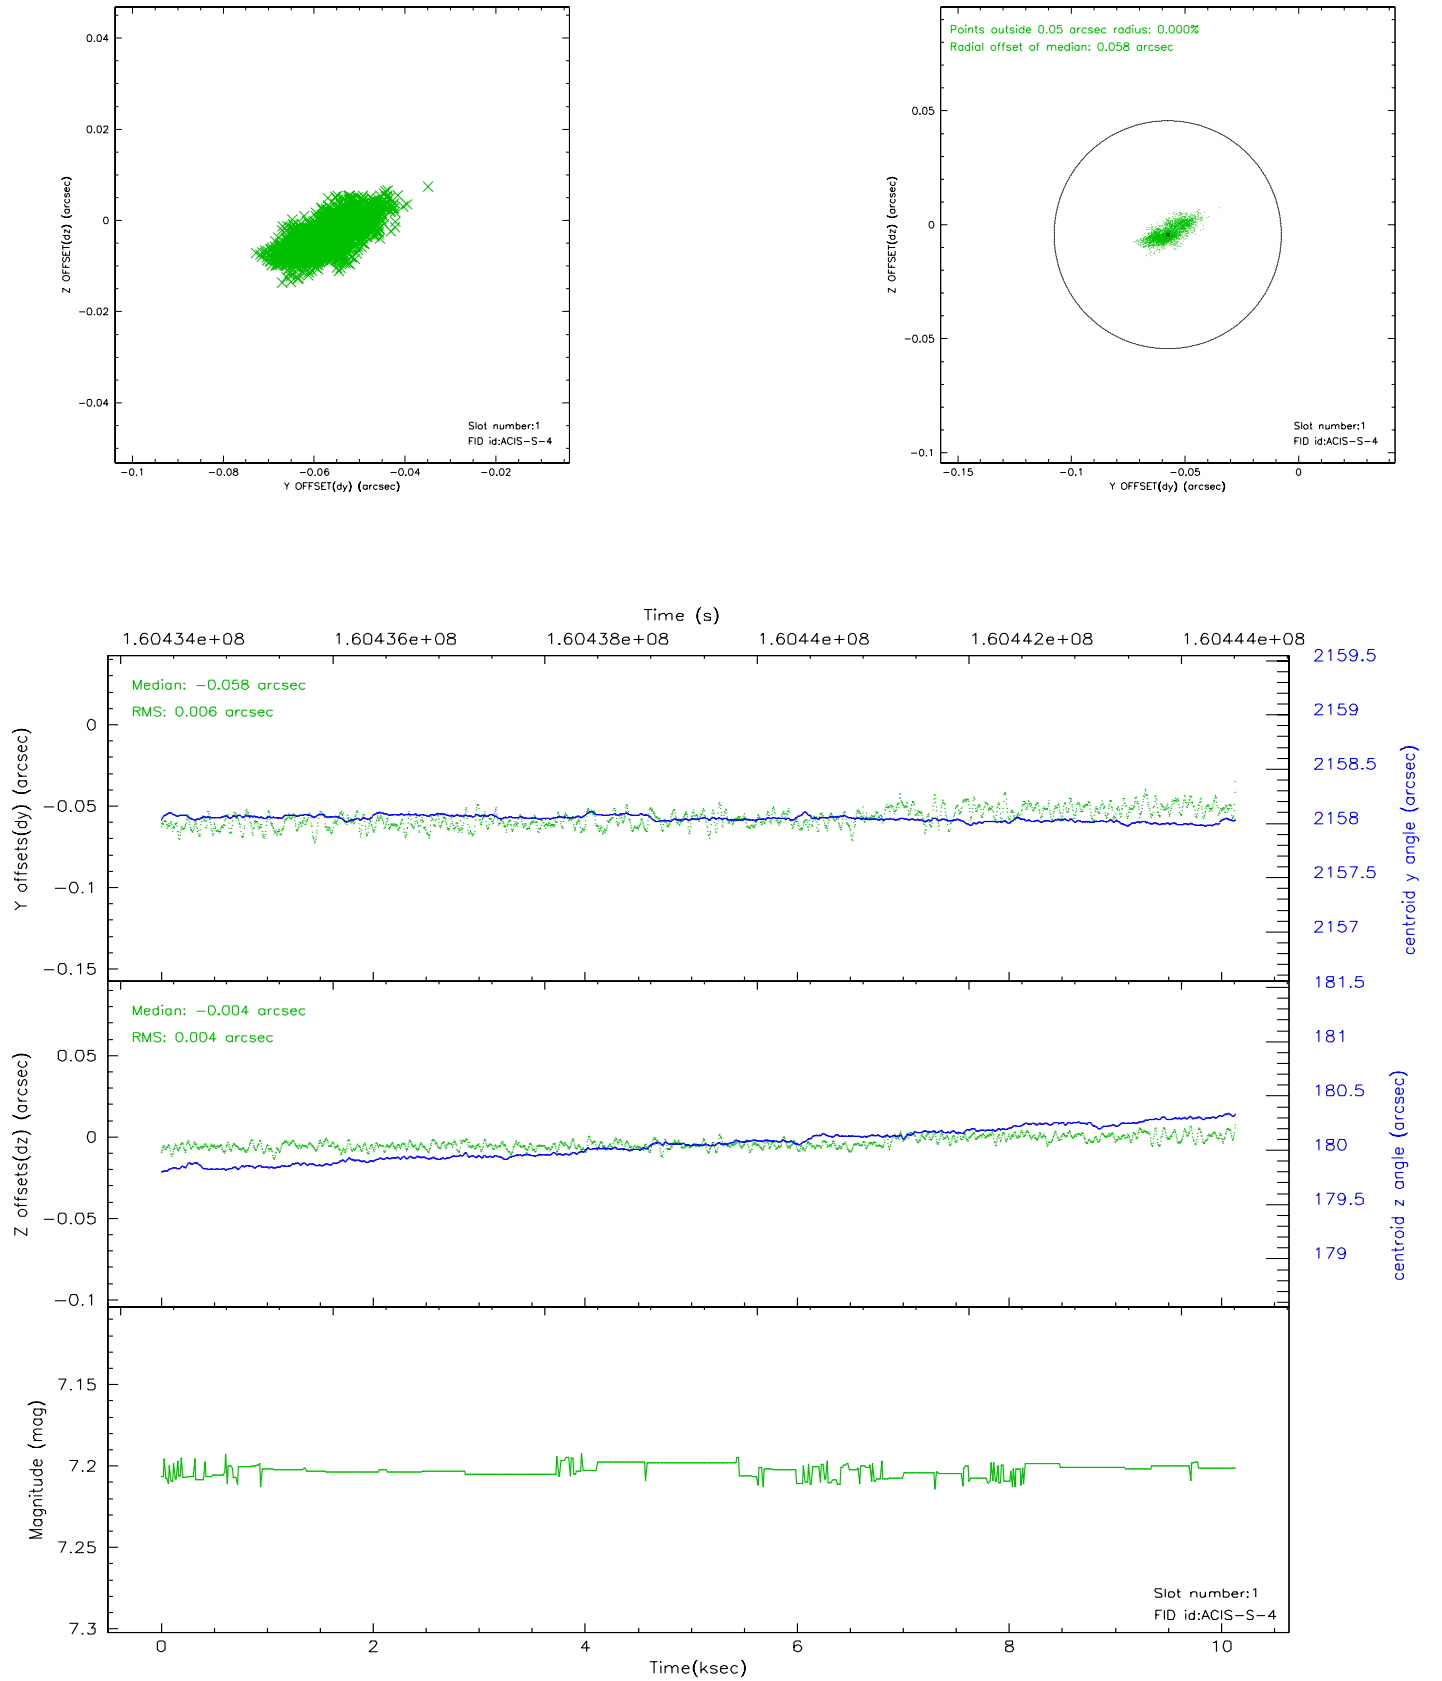 0.04
0.02
0
−0.02
−0.04
Z OFFSET(dz) (arcsec)
Slot number:1
FID id:ACIS−S−4
−0.1 −0.08 −0.06 −0.04 −0.02
Y OFFSET(dy) (arcsec)
Points outside 0.05 arcsec radius: 0.000%
Radial offset of median: 0.058 arcsec
0.05
0
−0.05
−0.1
Z OFFSET(dz) (arcsec)
Slot number:1
FID id:ACIS−S−4
−0.15 −0.1 −0.05 0
Y OFFSET(dy) (arcsec)
Time (s)
1.60434e+08 1.60436e+08 1.60438e+08 1.6044e+08 1.60442e+08 1.60444e+08
Median: −0.058 arcsec
RMS: 0.006 arcsec
0
−0.05
−0.1
−0.15
Y offsets(dy) (arcsec)
2159.5
2159
2158.5
2158
2157.5
2157
centroid y angle (arcsec)
Median: −0.004 arcsec
RMS: 0.004 arcsec
0.05
0
−0.05
−0.1
Z offsets(dz) (arcsec)
181.5
181
180.5
180
179.5
179
centroid z angle (arcsec)
7.15
7.2
7.25
7.3
Magnitude (mag)
Slot number:1
FID id:ACIS−S−4
0 2 4 6 8 10
Time(ksec)